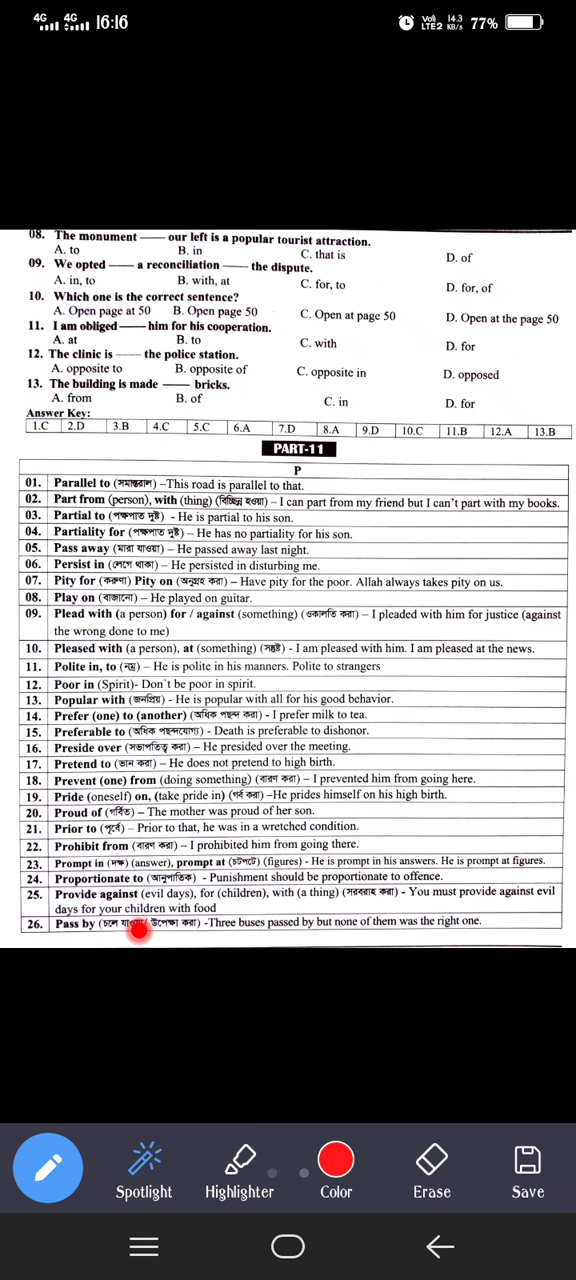 4G 4G 16:16 VoD LTE2 14.3 KB/s 77%
08. The monument —— our left is a popular tourist attraction.
A. to B. in C. that is D. of
09. We opted —— a reconciliation —— the dispute.
A. in, to B. with, at C. for, to D. for, of
10. Which one is the correct sentence?
A. Open page at 50 B. Open page 50 C. Open at page 50 D. Open at the page 50
11. I am obliged —— him for his cooperation.
A. at B. to C. with D. for
12. The clinic is —— the police station.
A. opposite to B. opposite of C. opposite in D. opposed
13. The building is made —— bricks.
A. from B. of C. in D. for
Answer Key:
1.C 2.D 3.B 4.C 5.C 6.A 7.D 8.A 9.D 10.C 11.B 12.A 13.B
PART-11
P
01. Parallel to (সমান্তরাল) –This road is parallel to that.
02. Part from (person), with (thing) (বিচ্ছিন্ন হওয়া) – I can part from my friend but I can't part with my books.
03. Partial to (পক্ষপাত দুষ্ট) - He is partial to his son.
04. Partiality for (পক্ষপাত দুষ্ট) – He has no partiality for his son.
05. Pass away (মারা যাওয়া) – He passed away last night.
06. Persist in (লেগে থাকা) – He persisted in disturbing me.
07. Pity for (করুণা) Pity on (অনুগ্রহ করা) – Have pity for the poor. Allah always takes pity on us.
08. Play on (বাজানো) – He played on guitar.
09. Plead with (a person) for / against (something) (ওকালতি করা) – I pleaded with him for justice (against
the wrong done to me)
10. Pleased with (a person), at (something) (সন্তুষ্ট) - I am pleased with him. I am pleased at the news.
11. Polite in, to (নম্র) – He is polite in his manners. Polite to strangers
12. Poor in (Spirit)- Don't be poor in spirit.
13. Popular with (জনপ্রিয়) - He is popular with all for his good behavior.
14. Prefer (one) to (another) (অধিক পছন্দ করা) - I prefer milk to tea.
15. Preferable to (অধিক পছন্দযোগ্য) - Death is preferable to dishonor.
16. Preside over (সভাপতিত্ব করা) – He presided over the meeting.
17. Pretend to (ভান করা) – He does not pretend to high birth.
18. Prevent (one) from (doing something) (বারণ করা) – I prevented him from going here.
19. Pride (oneself) on, (take pride in) (গর্ব করা) –He prides himself on his high birth.
20. Proud of (গর্বিত) – The mother was proud of her son.
21. Prior to (পূর্বে) – Prior to that, he was in a wretched condition.
22. Prohibit from (বারণ করা) – I prohibited him from going there.
23. Prompt in (দক্ষ) (answer), prompt at (চটপটে) (figures) - He is prompt in his answers. He is prompt at figures.
24. Proportionate to (আনুপাতিক) - Punishment should be proportionate to offence.
25. Provide against (evil days), for (children), with (a thing) (সরবরাহ করা) - You must provide against evil
days for your children with food
26. Pass by (চলে যাওয়া/ উপেক্ষা করা) -Three buses passed by but none of them was the right one.
Spotlight Highlighter Color Erase Save